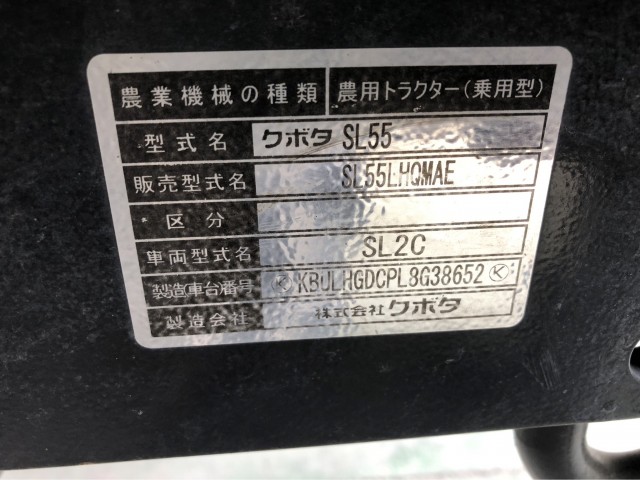 農業機械の種類 農用トラクター(乗用型)
型式名 クボタ SL55
販売型式名 SL55LHQMAE
区分
車両型式名 SL2C
製造(車台)番号 Ⓚ KBULHGDCPL8G38652 Ⓚ
製造会社 株式会社クボタ